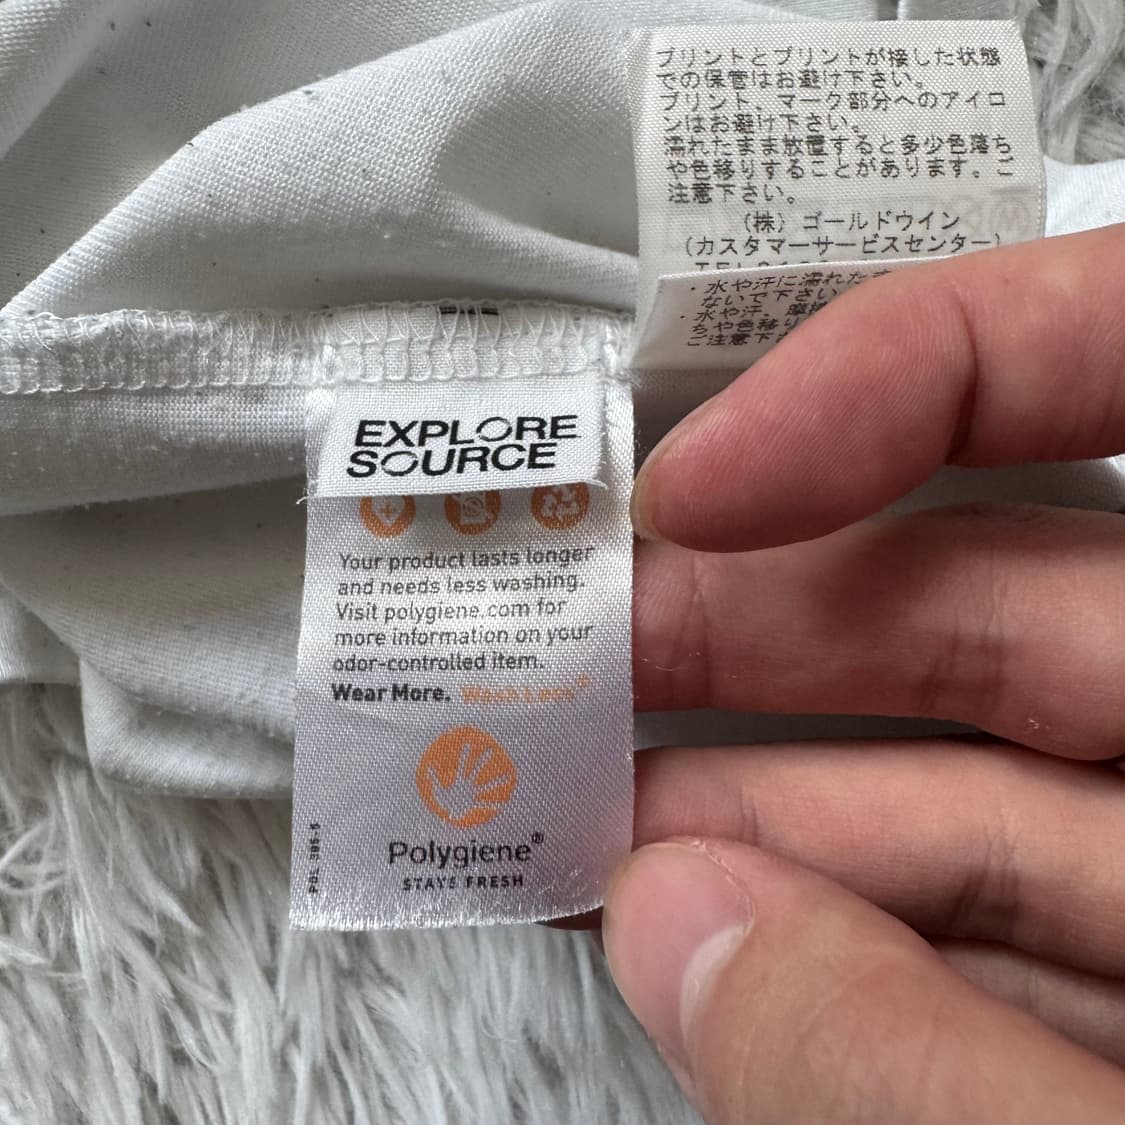 プリントとプリントが接した状態
での保管はお避け下さい。
プリント、マーク部分へのアイロ
ンはお避け下さい。
濡れたまま放置すると多少色落ち
や色移りすることがあります。ご
注意下さい。
(株)ゴールドウイン
(カスタマーサービスセンター)
・水や汗に濡れた
ないで下さい
・水や汗、摩
ちや色移り
ご注意下
EXPLORE
SOURCE
Your product lasts longer
and needs less washing.
Visit polygiene.com for
more information on your
odor-controlled item.
Wear More. Wash Less®
Polygiene®
STAYS FRESH
POL 305-5